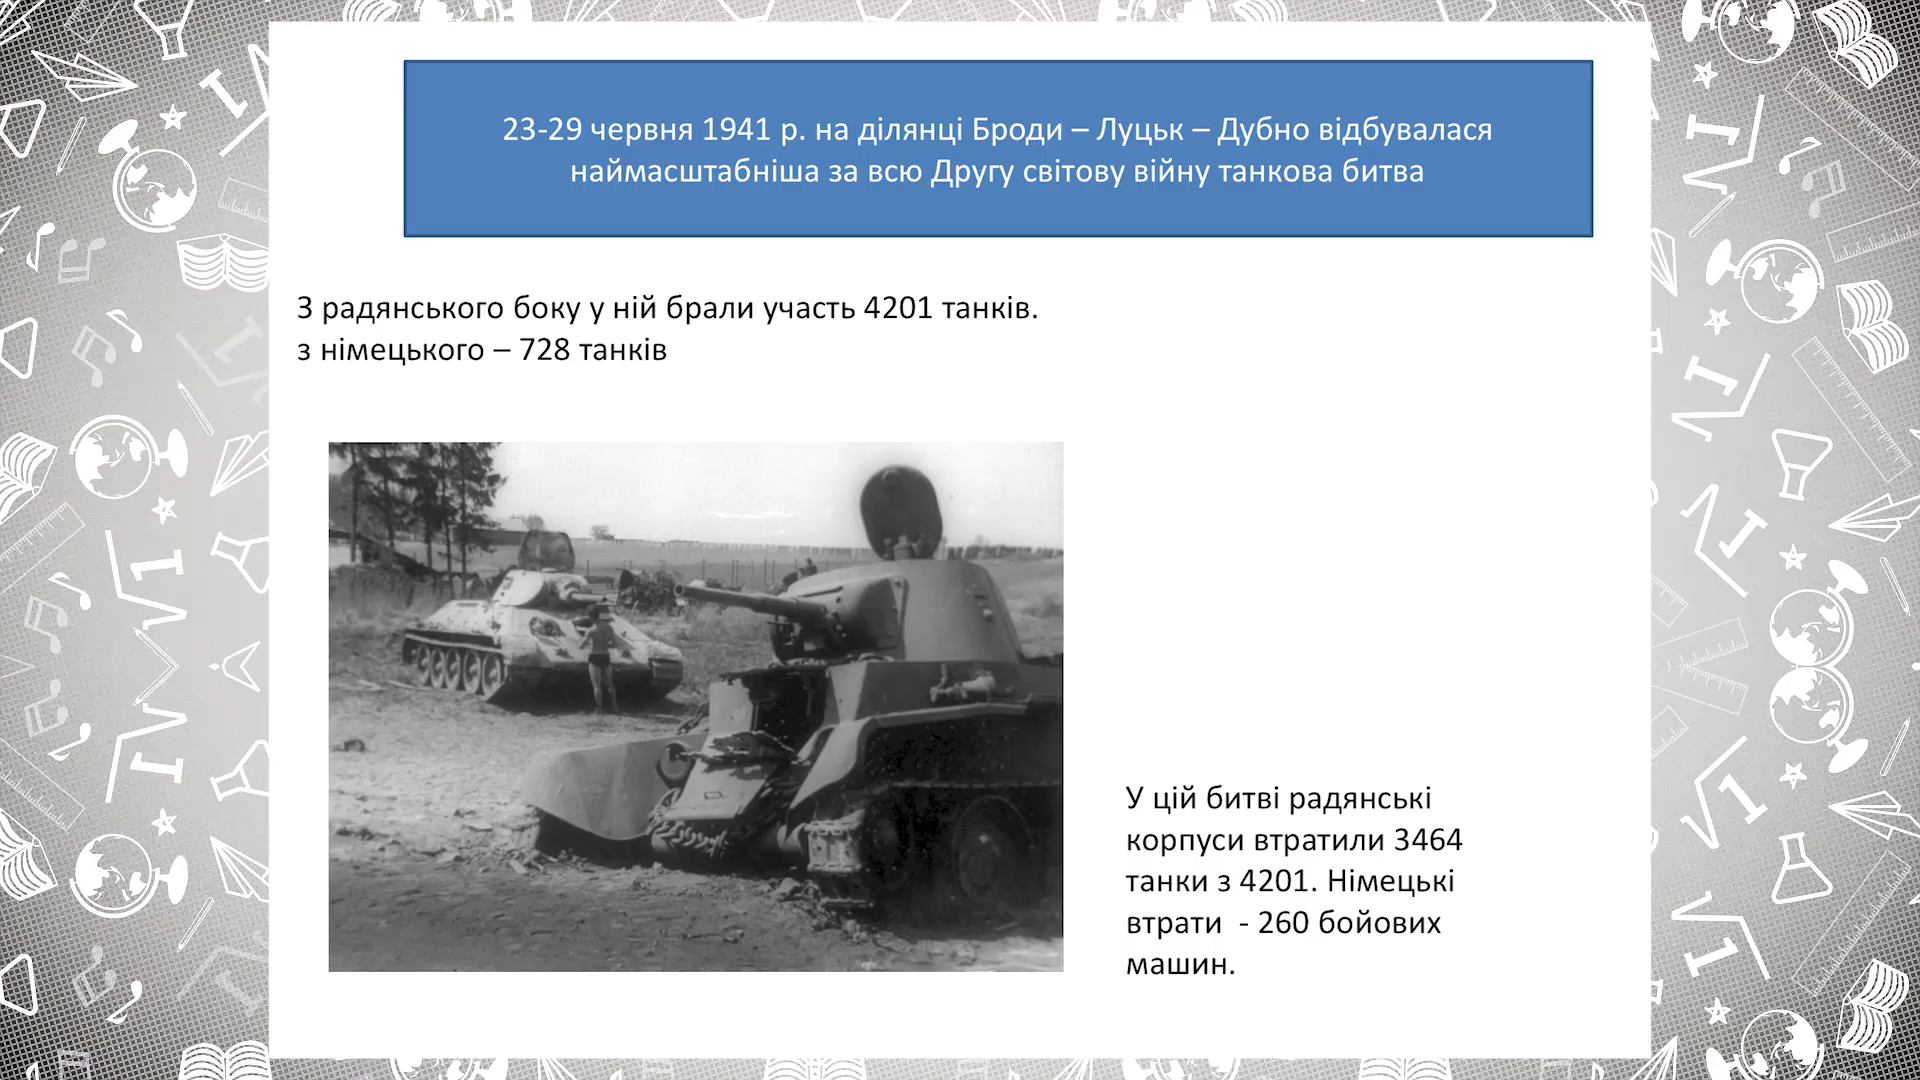 23-29 червня 1941 р. на ділянці Броди – Луцьк – Дубно відбувалася
наймасштабніша за всю Другу світову війну танкова битва
З радянського боку у ній брали участь 4201 танків.
з німецького – 728 танків
У цій битві радянські
корпуси втратили 3464
танки з 4201. Німецькі
втрати  - 260 бойових
машин.